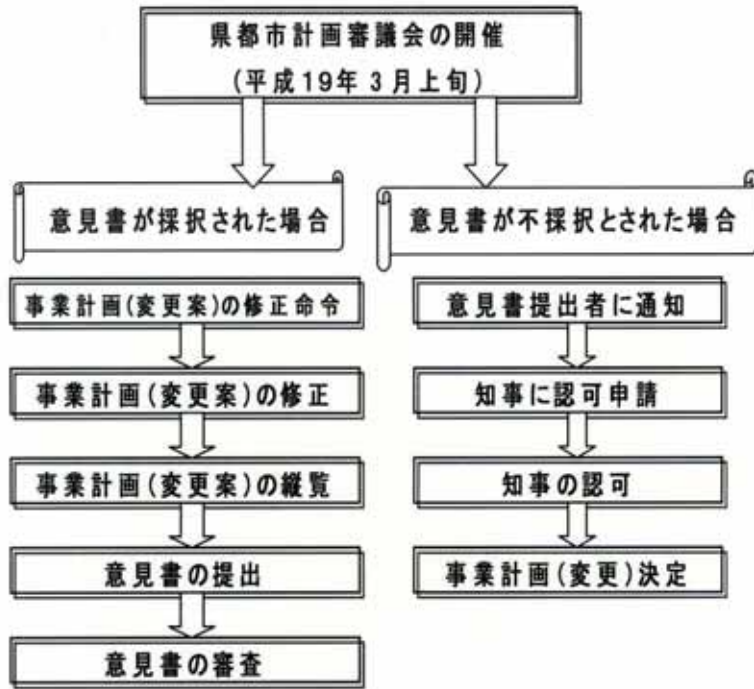 県都市計画審議会の開催
(平成19年3月上旬)
意見書が採択された場合
意見書が不採択とされた場合
事業計画(変更案)の修正命令
事業計画(変更案)の修正
事業計画(変更案)の縦覧
意見書の提出
意見書の審査
意見書提出者に通知
知事に認可申請
知事の認可
事業計画(変更)決定